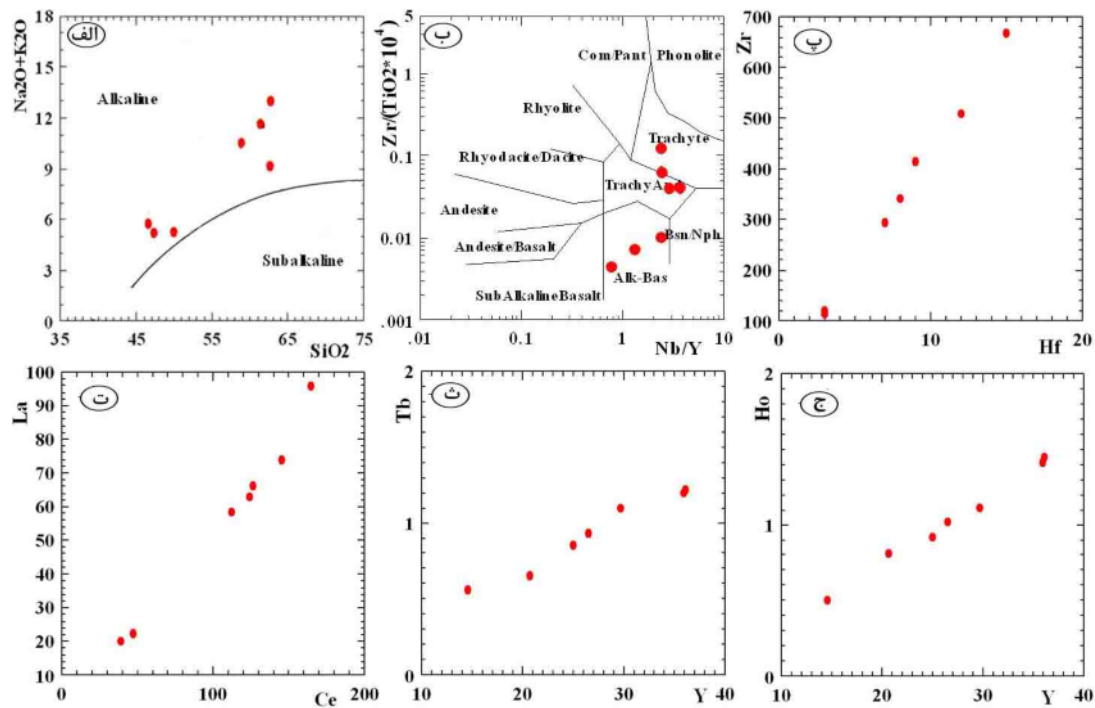 الف
Na2O+K2O
18
15
12
9
6
3
0
Alkaline
Subalkaline
35 45 55 65 75
SiO2
ب
Zr/(TiO2*10⁴)
5
1
0.1
0.01
.001
Com/Pant Phonolite
Rhyolite
Trachyte
Rhyodacite/Dacite
Andesite
Bsn/Nph
Andesite/Basalt
Alk-Bas
SubAlkalineBasalt
.01 0.1 1 10
Nb/Y
پ
Zr
700
600
500
400
300
200
100
0 10 20
Hf
ت
La
100
90
80
70
60
50
40
30
20
10
0 100 200
Ce
ث
Tb
2
1
0
10 20 30 40
Y
ج
Ho
2
1
0
10 20 30 40
Y